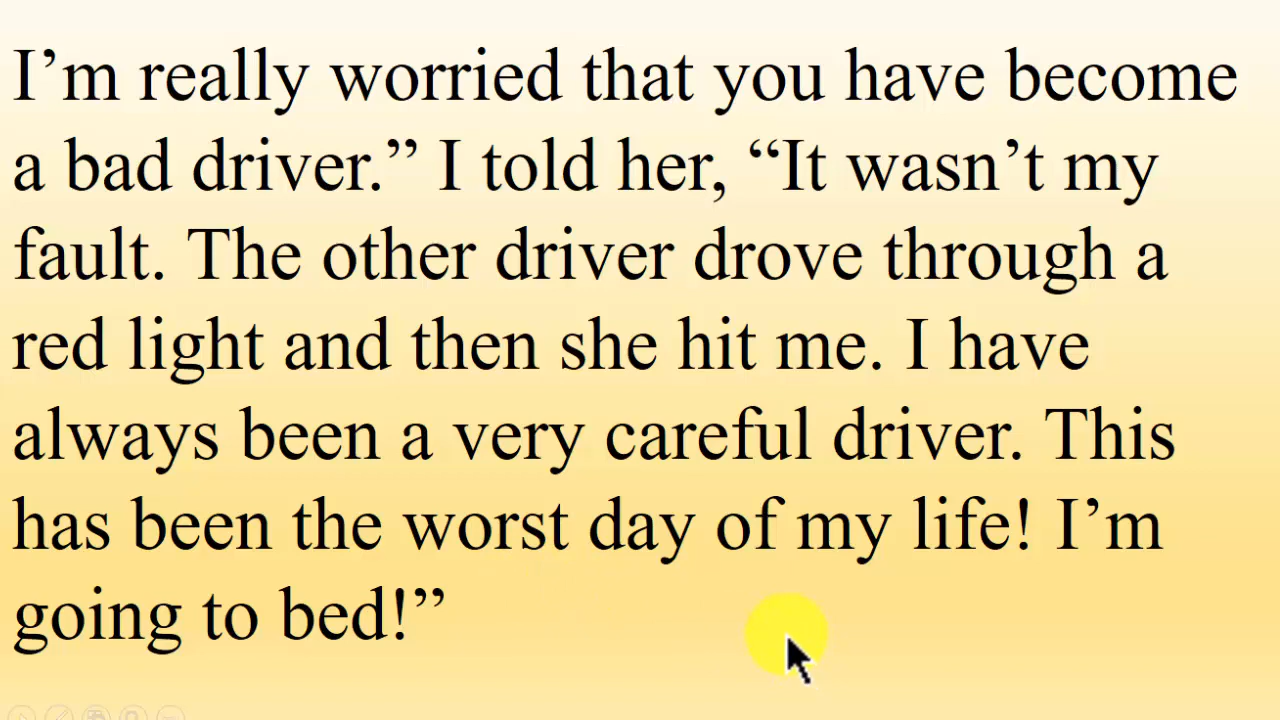 I’m really worried that you have become
a bad driver.” I told her, “It wasn’t my
fault. The other driver drove through a
red light and then she hit me. I have
always been a very careful driver. This
has been the worst day of my life! I’m
going to bed!”